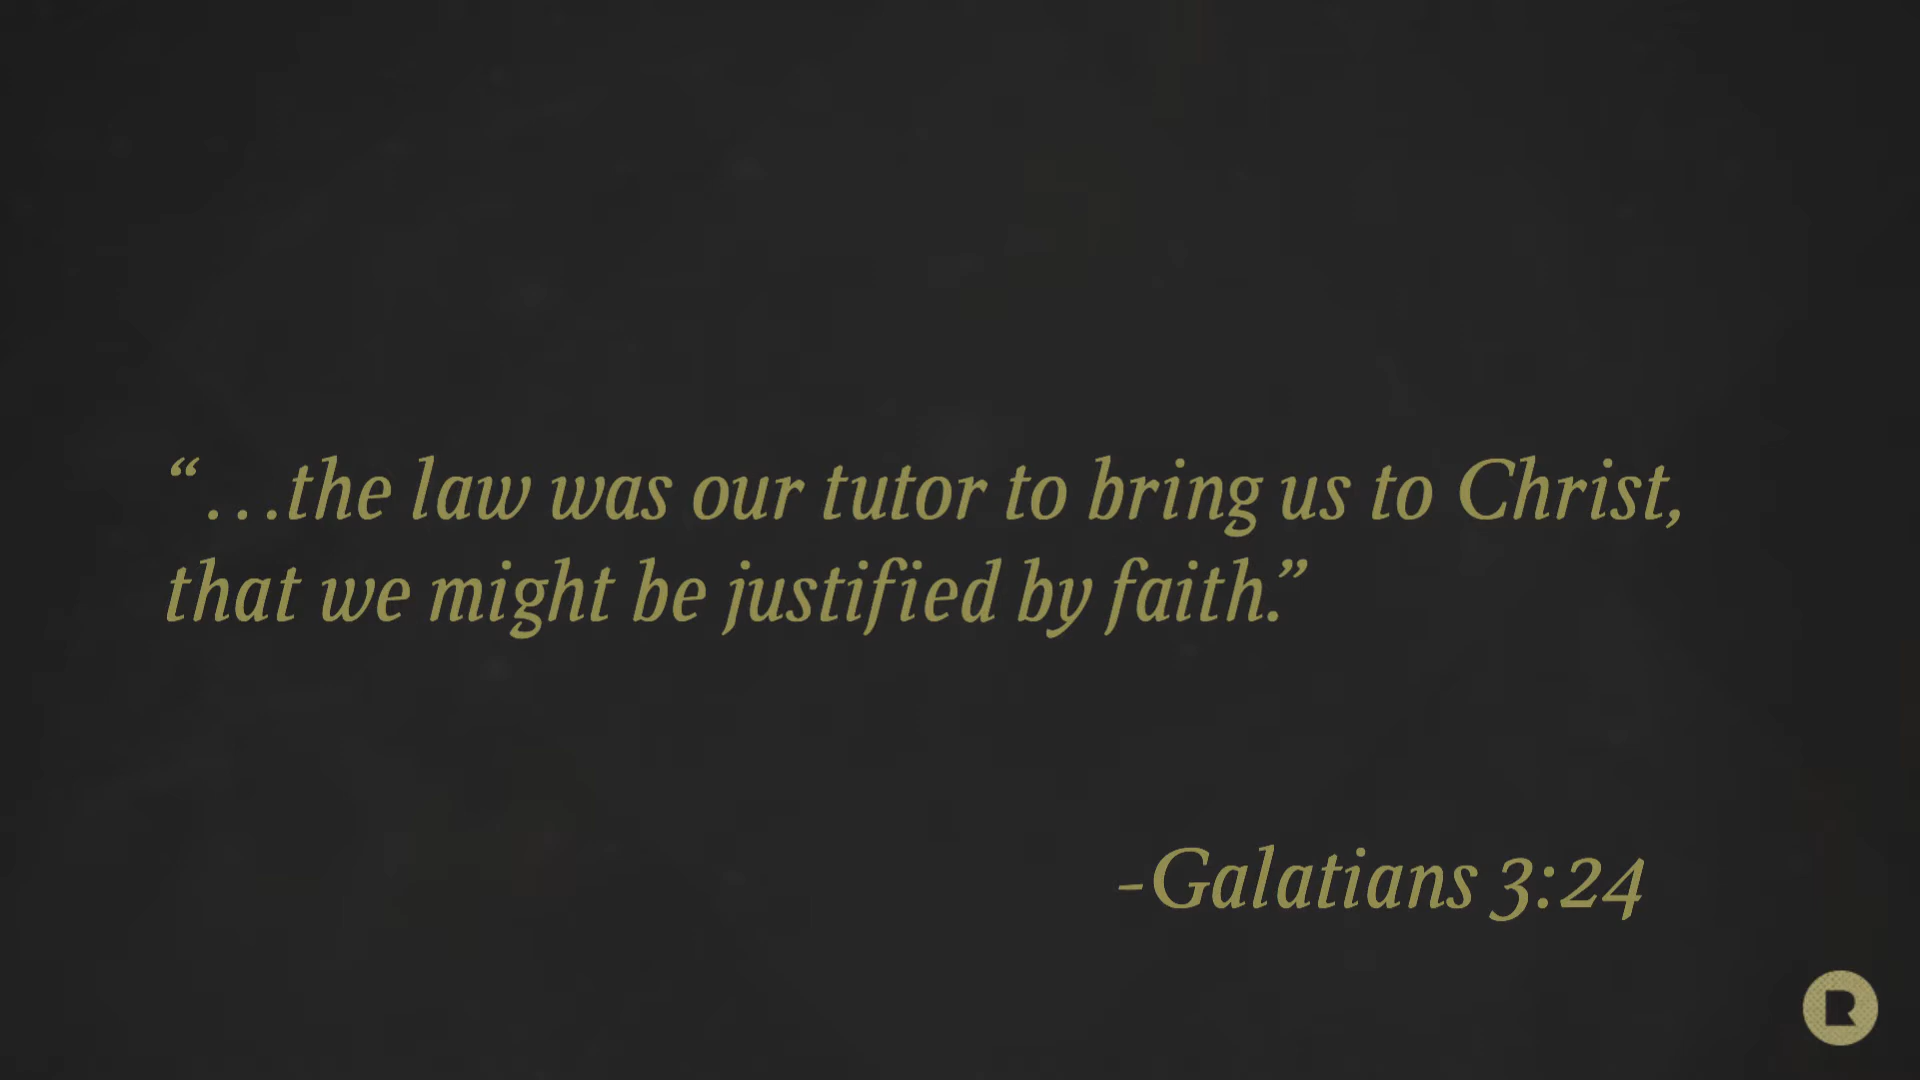 “…the law was our tutor to bring us to Christ,
that we might be justified by faith.”
-Galatians 3:24
R